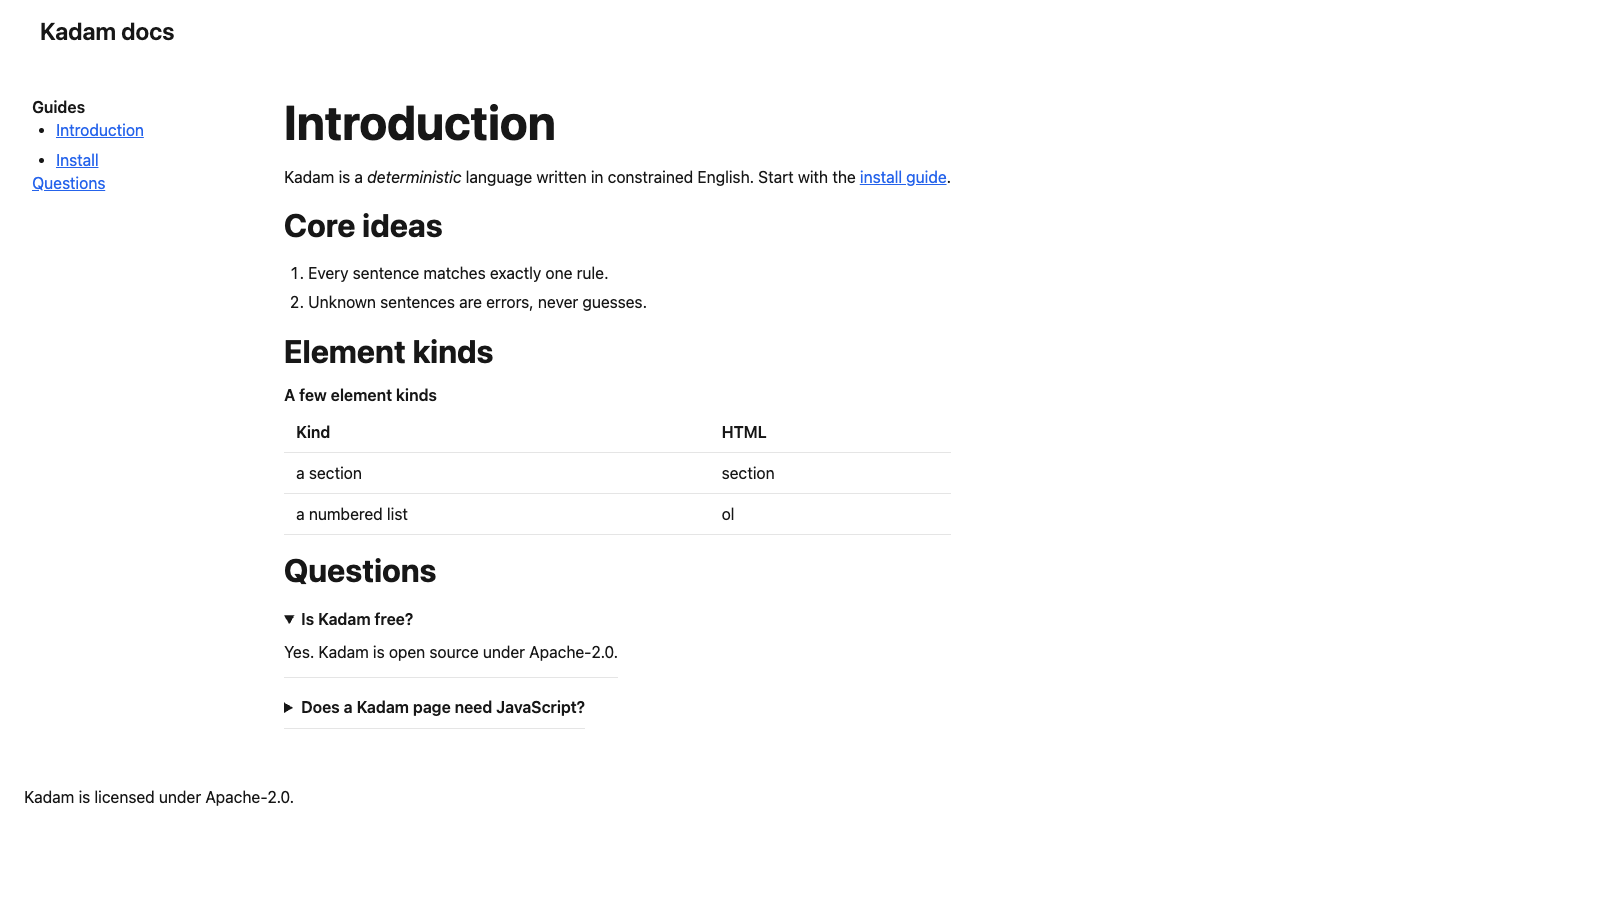 Kadam docs
Guides
Introduction
Install
Questions
Introduction
Kadam is a deterministic language written in constrained English. Start with the install guide.
Core ideas
1. Every sentence matches exactly one rule.
2. Unknown sentences are errors, never guesses.
Element kinds
A few element kinds
Kind HTML
a section section
a numbered list ol
Questions
Is Kadam free?
Yes. Kadam is open source under Apache-2.0.
Does a Kadam page need JavaScript?
Kadam is licensed under Apache-2.0.